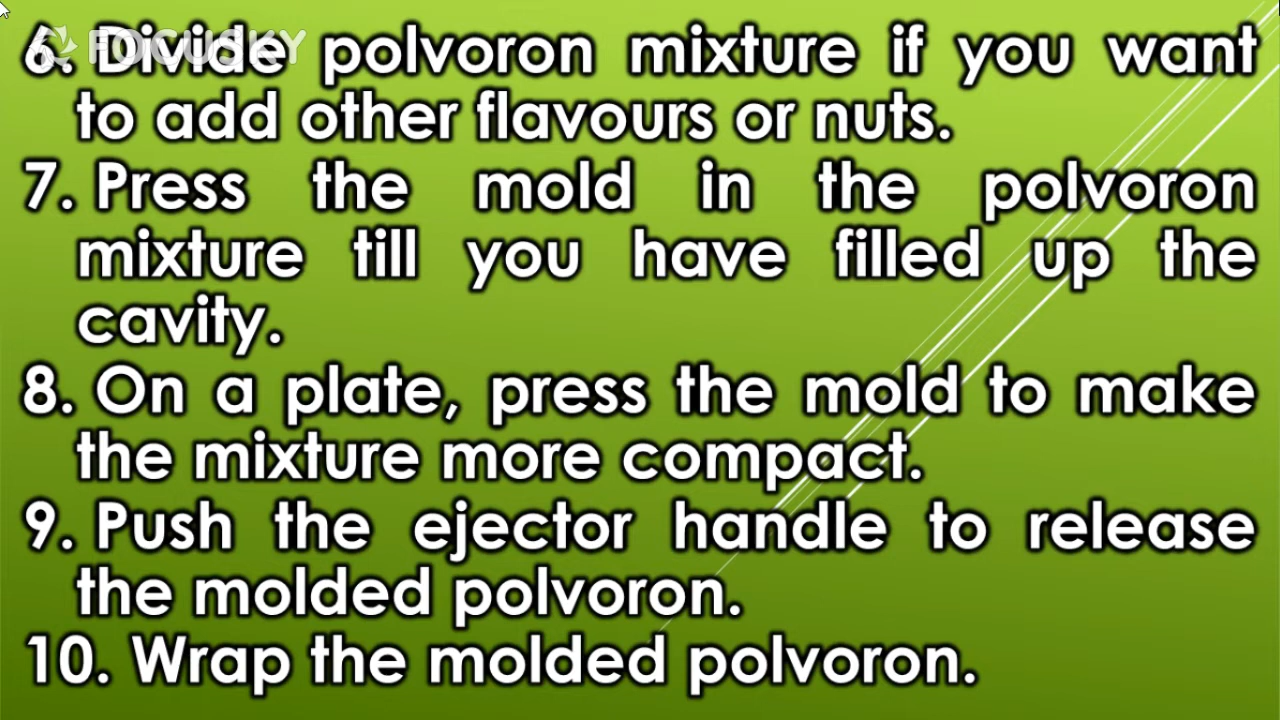 FOCUSKY
6. Divide polvoron mixture if you want
to add other flavours or nuts.
7. Press the mold in the polvoron
mixture till you have filled up the
cavity.
8. On a plate, press the mold to make
the mixture more compact.
9. Push the ejector handle to release
the molded polvoron.
10. Wrap the molded polvoron.